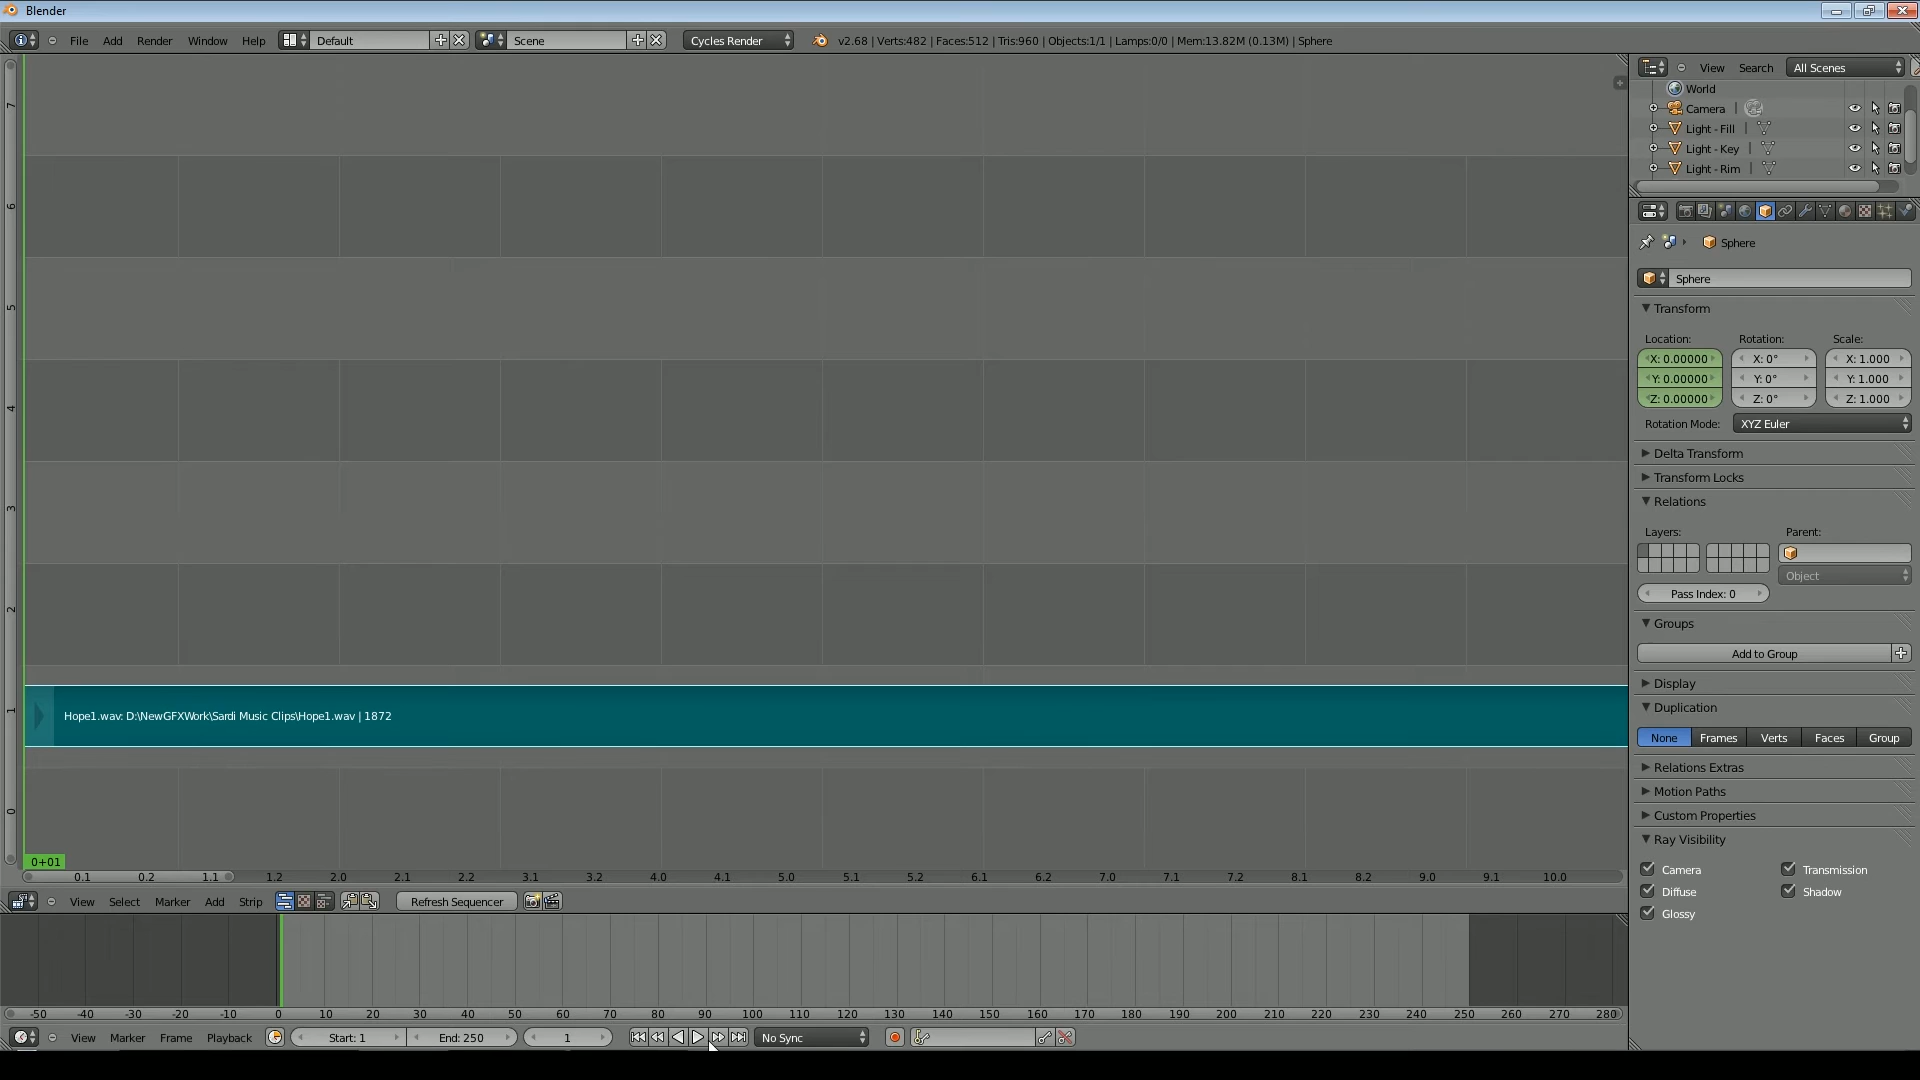 Blender
File Add Render Window Help Default Scene Cycles Render v2.68 | Verts:482 | Faces:512 | Tris:960 | Objects:1/1 | Lamps:0/0 | Mem:13.82M (0.13M) | Sphere
View Search All Scenes
World
Camera
Light - Fill
Light - Key
Light - Rim
Sphere
Sphere
Transform
Location: Rotation: Scale:
X: 0.00000 X: 0° X: 1.000
Y: 0.00000 Y: 0° Y: 1.000
Z: 0.00000 Z: 0° Z: 1.000
Rotation Mode: XYZ Euler
Delta Transform
Transform Locks
Relations
Layers: Parent:
Object
Pass Index: 0
Groups
Add to Group
Display
Duplication
None Frames Verts Faces Group
Relations Extras
Motion Paths
Custom Properties
Ray Visibility
Camera Transmission
Diffuse Shadow
Glossy
7
6
5
4
3
2
1
0
Hope1.wav: D:\NewGFXWork\Sardi Music Clips\Hope1.wav | 1872
0+01
0.1 0.2 1.1 1.2 2.0 2.1 2.2 3.1 3.2 4.0 4.1 5.0 5.2 5.1 6.1 6.2 7.0 7.1 7.2 8.1 8.2 9.0 9.1 10.0
View Select Marker Add Strip Refresh Sequencer
-50 -40 -30 -20 -10 0 10 20 30 40 50 60 70 80 90 100 110 120 130 140 150 160 170 180 190 200 210 220 230 240 250 260 270 280
View Marker Frame Playback Start: 1 End: 250 1 No Sync